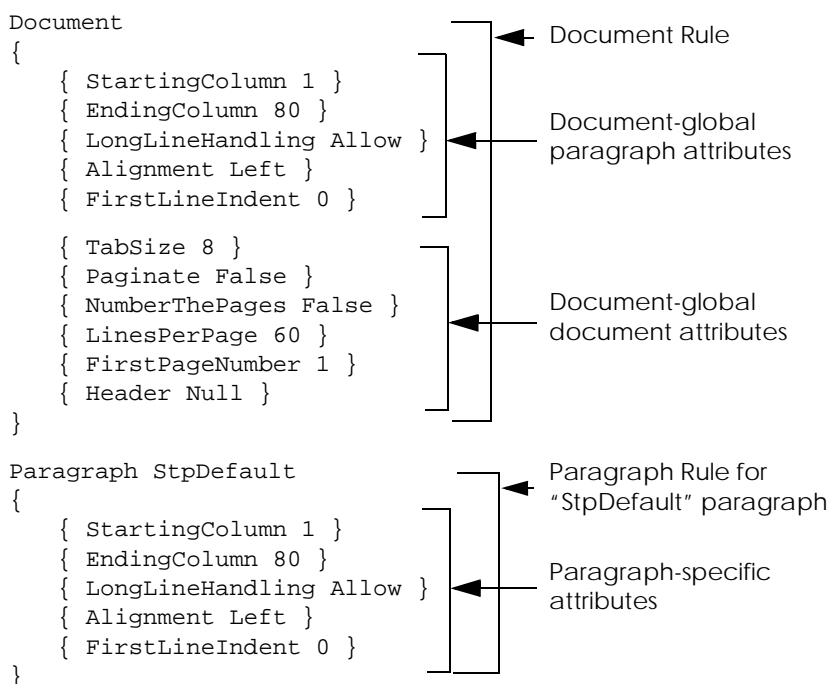 Document
Document Rule
{
{ StartingColumn 1 }
{ EndingColumn 80 }
{ LongLineHandling Allow }
{ Alignment Left }
{ FirstLineIndent 0 }
Document-global
paragraph attributes
{ TabSize 8 }
{ Paginate False }
{ NumberThePages False }
{ LinesPerPage 60 }
{ FirstPageNumber 1 }
{ Header Null }
Document-global
document attributes
}
Paragraph StpDefault
Paragraph Rule for
“StpDefault” paragraph
{
{ StartingColumn 1 }
{ EndingColumn 80 }
{ LongLineHandling Allow }
{ Alignment Left }
{ FirstLineIndent 0 }
Paragraph-specific
attributes
}